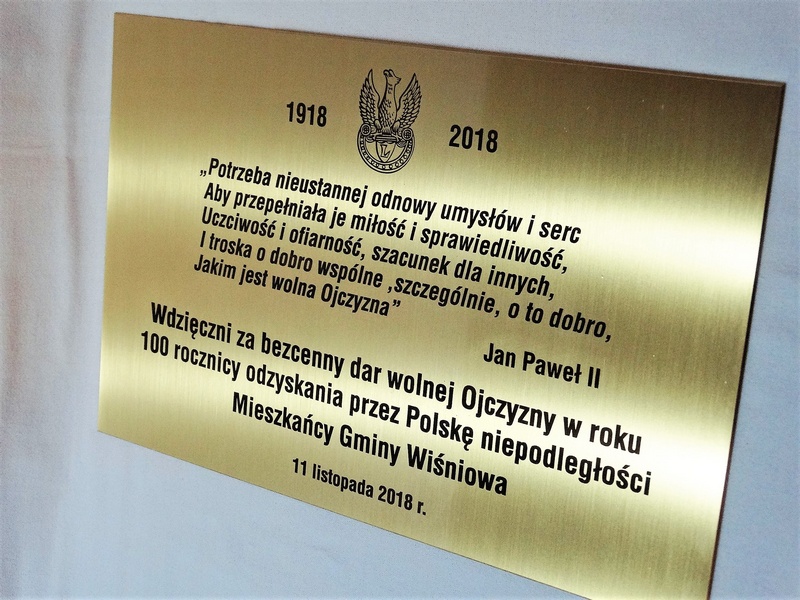 1918 2018
„Potrzeba nieustannej odnowy umysłów i serc
Aby przepełniała je miłość i sprawiedliwość,
Uczciwość i ofiarność, szacunek dla innych,
I troska o dobro wspólne ,szczególnie, o to dobro,
Jakim jest wolna Ojczyzna”
Jan Paweł II
Wdzięczni za bezcenny dar wolnej Ojczyzny w roku
100 rocznicy odzyskania przez Polskę niepodległości
Mieszkańcy Gminy Wiśniowa
11 listopada 2018 r.